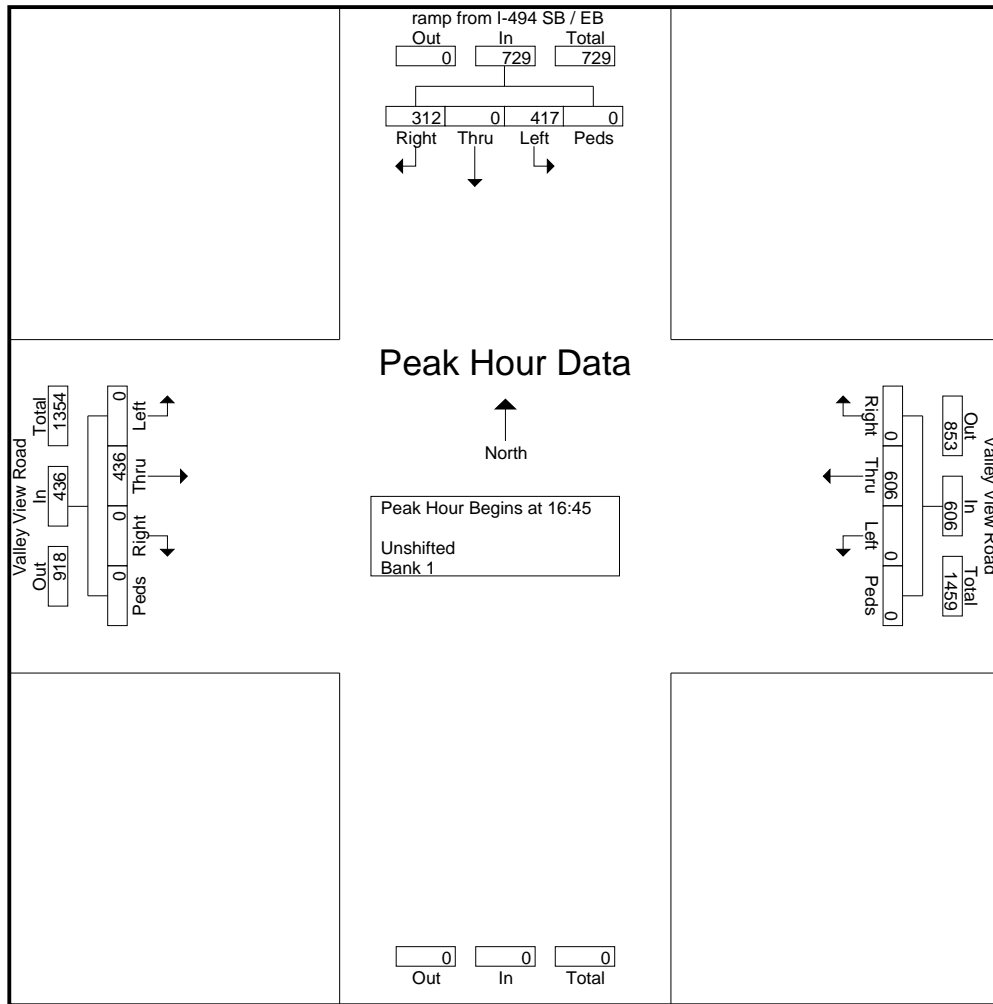 ramp from I-494 SB / EB
Out In Total
0 729 729
312 0 417 0
Right Thru Left Peds
Peak Hour Data
North
Peak Hour Begins at 16:45
Unshifted
Bank 1
Valley View Road
Out In Total
918 436 1354
0 436 0 0
Left Thru Right Peds
Valley View Road
Out In Total
853 606 1459
0 606 0 0
Right Thru Left Peds
0 0 0
Out In Total